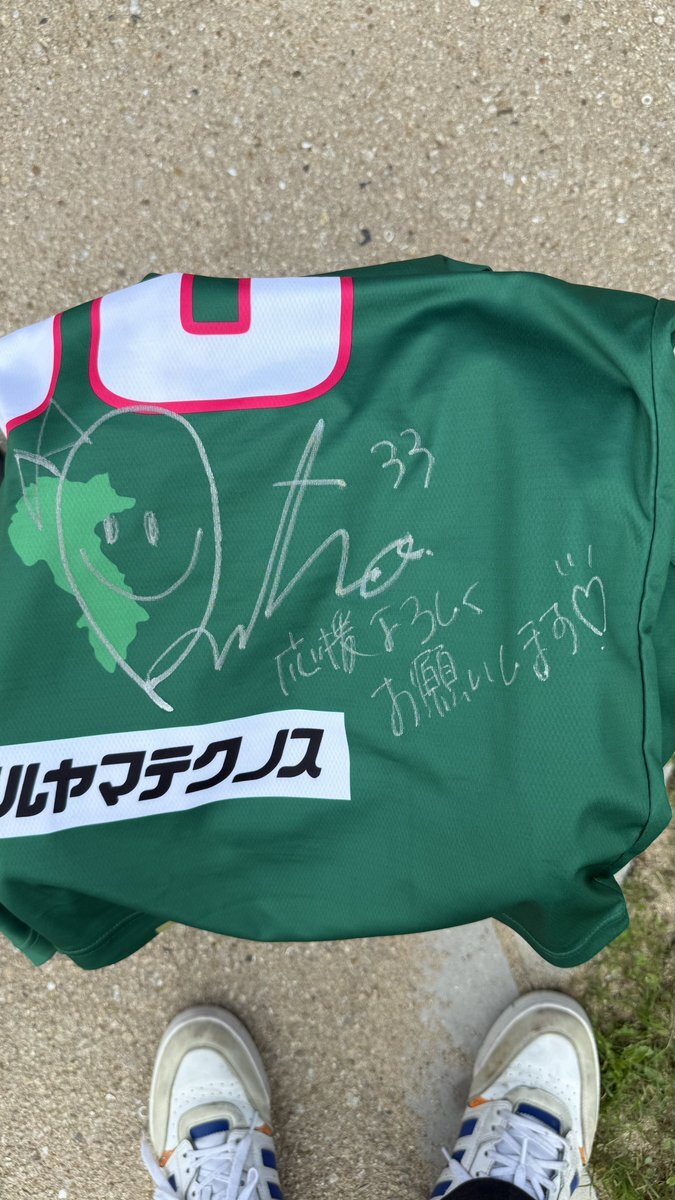 33
応援よろしく
お願いします♡
リルヤマテクノス